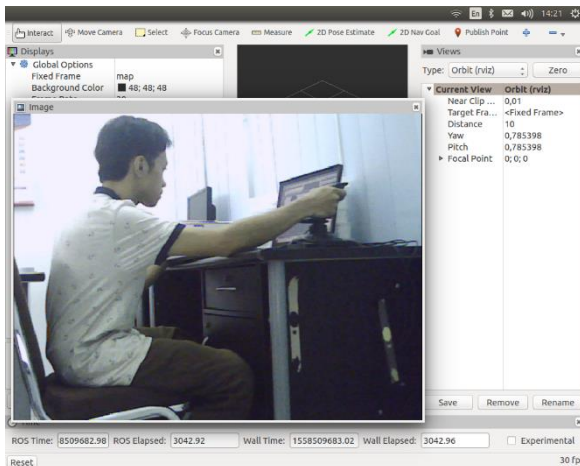 En 14:21
Interact Move Camera Select Focus Camera Measure 2D Pose Estimate 2D Nav Goal Publish Point
Displays
Global Options
Fixed Frame map
Background Color 48; 48; 48
Views
Type: Orbit (rviz) Zero
Current View Orbit (rviz)
Near Clip ... 0,01
Target Fra... <Fixed Frame>
Distance 10
Yaw 0,785398
Pitch 0,785398
Focal Point 0; 0; 0
Image
Save Remove Rename
ROS Time: 8509682.98 ROS Elapsed: 3042.92 Wall Time: 1558509683.02 Wall Elapsed: 3042.96 Experimental
Reset 30 fp